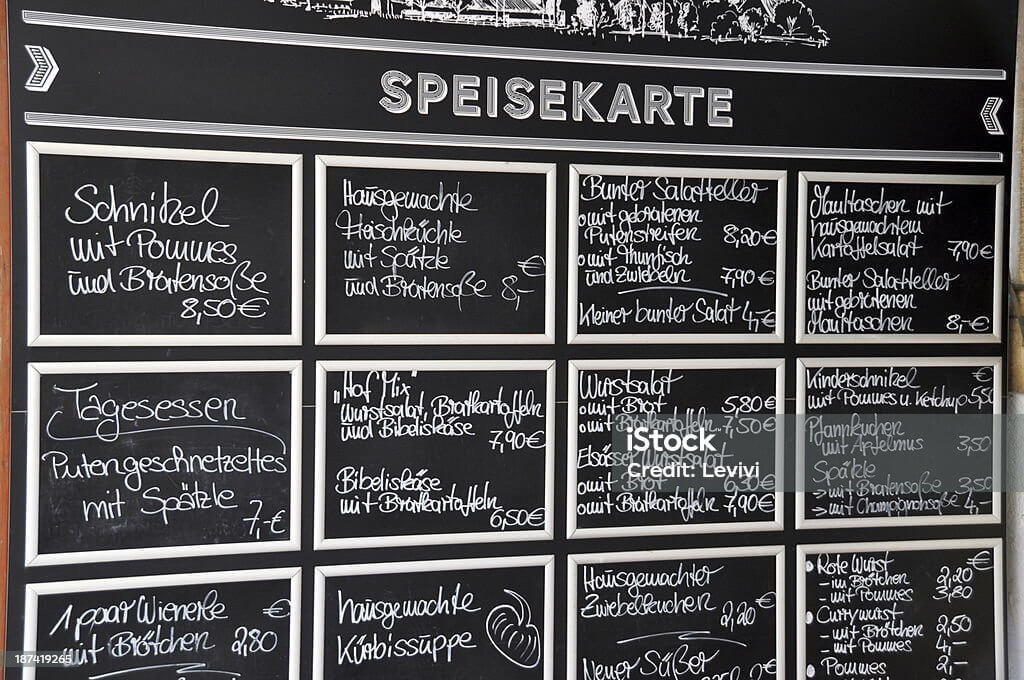 SPEISEKARTE
Schnitzel
mit Pommes
und Bratensoße
8,50€
Hausgemachte
Fleischküchle
mit Spätzle €
und Bratensoße 8,-
Bunter Salatteller
o mit gebratenen
Putenstreifen 8,20€
o mit Thunfisch
und Zwiebeln 7,90€
Kleiner bunter Salat 4,-€
Maultaschen mit
hausgemachtem
Kartoffelsalat 7,90€
Bunter Salatteller
mit gebratenen
Maultaschen 8,-€
Tagesessen
Putengeschnetzeltes
mit Spätzle
7,-€
"Hof Mix"
Wurstsalat, Bratkartoffeln
und Bibeliskäse
7,90€
Bibeliskäse
mit Bratkartoffeln
6,50€
Wurstsalat
o mit Brot 5,80€
o mit Bratkartoffeln 7,50€
Elsässer Wurstsalat
o mit Brot 6,30€
o mit Bratkartoffeln 7,90€
Kinderschnitzel €
mit Pommes u. Ketchup 5,50
Pfannkuchen
mit Apfelmus 3,50
Spätzle
→ mit Bratensoße 3,50
→ mit Champignonsoße 4,-
1 paar Wienerle €
mit Brötchen 2,80
hausgemachte
Kürbissuppe
Hausgemachter
Zwiebelkuchen €
2,20
Neuer Süßer €
Rote Wurst €
- im Brötchen 2,20
- mit Pommes 3,80
Currywurst
- mit Brötchen 2,50
- mit Pommes 4,-
Pommes 2,-
iStock
Credit: Levivi
187419265